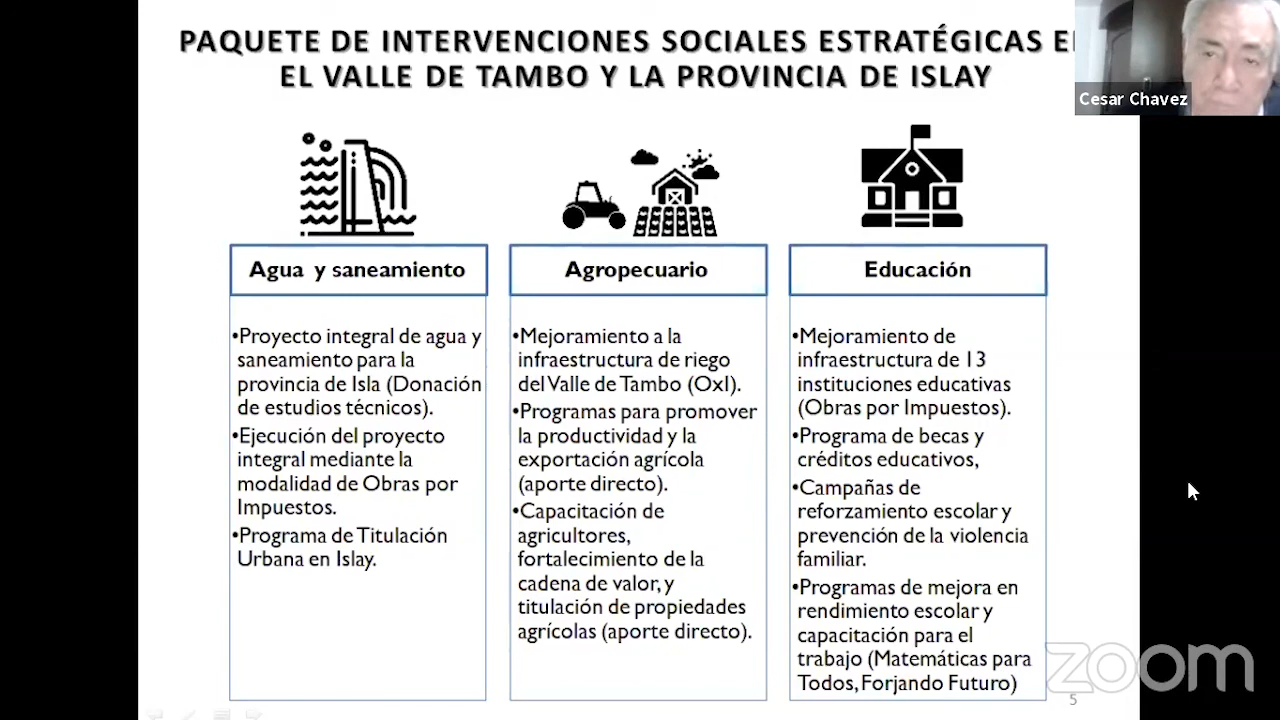 PAQUETE DE INTERVENCIONES SOCIALES ESTRATÉGICAS E
EL VALLE DE TAMBO Y LA PROVINCIA DE ISLAY
Cesar Chavez
Agua y saneamiento
•Proyecto integral de agua y
saneamiento para la
provincia de Isla (Donación
de estudios técnicos).
•Ejecución del proyecto
integral mediante la
modalidad de Obras por
Impuestos.
•Programa de Titulación
Urbana en Islay.
Agropecuario
•Mejoramiento a la
infraestructura de riego
del Valle de Tambo (OxI).
•Programas para promover
la productividad y la
exportación agrícola
(aporte directo).
•Capacitación de
agricultores,
fortalecimiento de la
cadena de valor, y
titulación de propiedades
agrícolas (aporte directo).
Educación
•Mejoramiento de
infraestructura de 13
instituciones educativas
(Obras por Impuestos).
•Programa de becas y
créditos educativos,
•Campañas de
reforzamiento escolar y
prevención de la violencia
familiar.
•Programas de mejora en
rendimiento escolar y
capacitación para el
trabajo (Matemáticas para
Todos, Forjando Futuro)
zoom
5